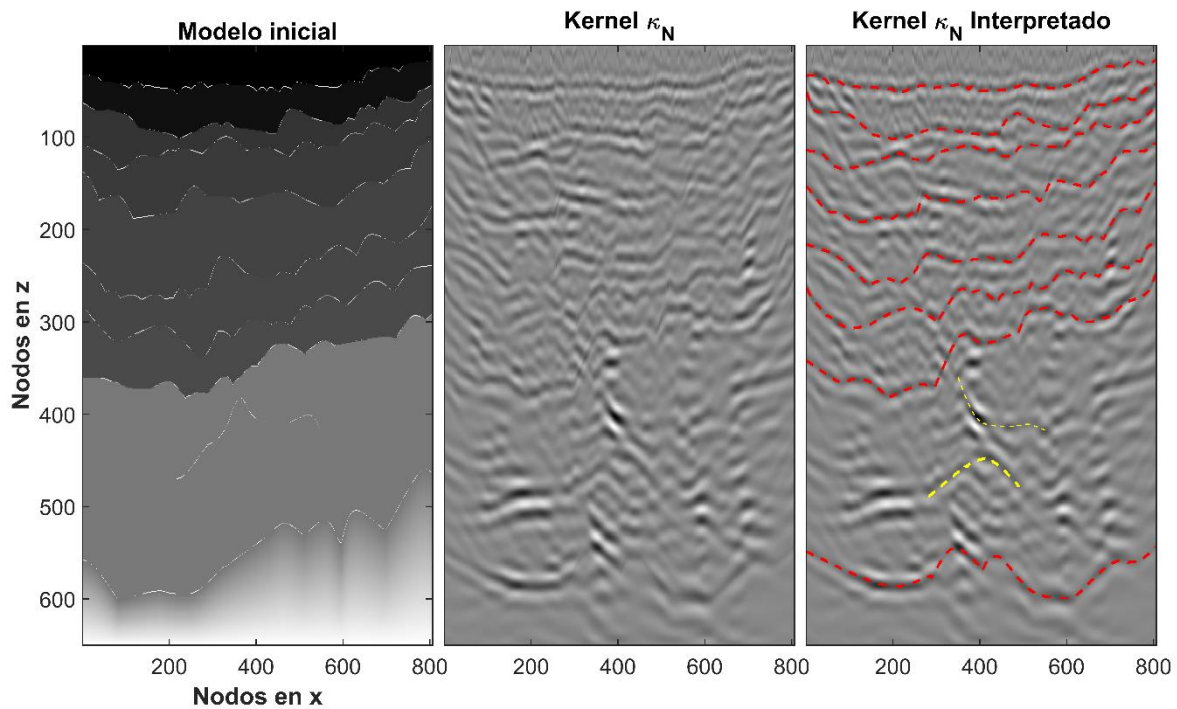 Modelo inicial
Kernel κN
Kernel κN Interpretado
Nodos en z
100
200
300
400
500
600
200 400 600 800
200 400 600 800
200 400 600 800
Nodos en x